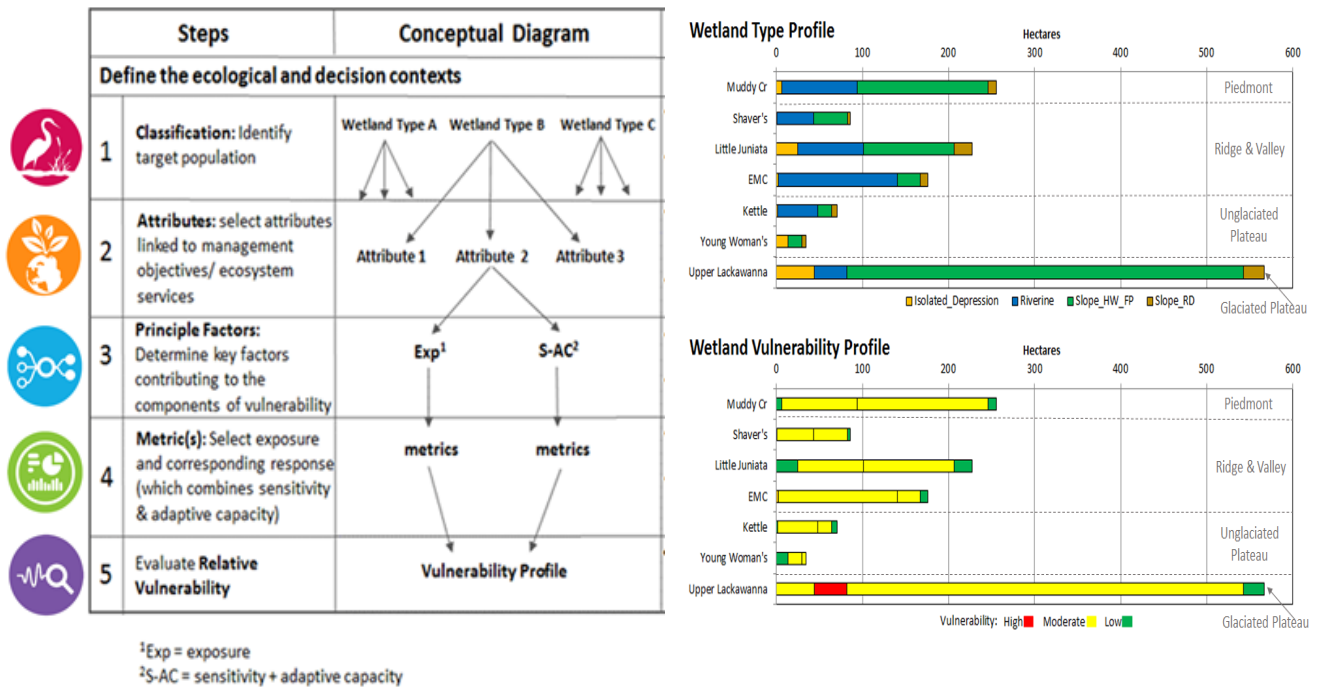 Steps
Conceptual Diagram
Define the ecological and decision contexts
1
Classification: Identify
target population
Wetland Type A
Wetland Type B
Wetland Type C
2
Attributes: select attributes
linked to management
objectives/ ecosystem
services
Attribute 1
Attribute 2
Attribute 3
3
Principle Factors:
Determine key factors
contributing to the
components of vulnerability
Exp¹
S-AC²
4
Metric(s): Select exposure
and corresponding response
(which combines sensitivity
& adaptive capacity)
metrics
metrics
5
Evaluate Relative
Vulnerability
Vulnerability Profile
¹Exp = exposure
²S-AC = sensitivity + adaptive capacity
Wetland Type Profile
Hectares
0 100 200 300 400 500 600
Muddy Cr
Piedmont
Shaver's
Little Juniata
Ridge & Valley
EMC
Kettle
Unglaciated
Plateau
Young Woman's
Upper Lackawanna
Isolated_Depression Riverine Slope_HW_FP Slope_RD
Glaciated Plateau
Wetland Vulnerability Profile
Hectares
0 100 200 300 400 500 600
Muddy Cr
Piedmont
Shaver's
Little Juniata
Ridge & Valley
EMC
Kettle
Unglaciated
Plateau
Young Woman's
Upper Lackawanna
Vulnerability: High Moderate Low
Glaciated Plateau